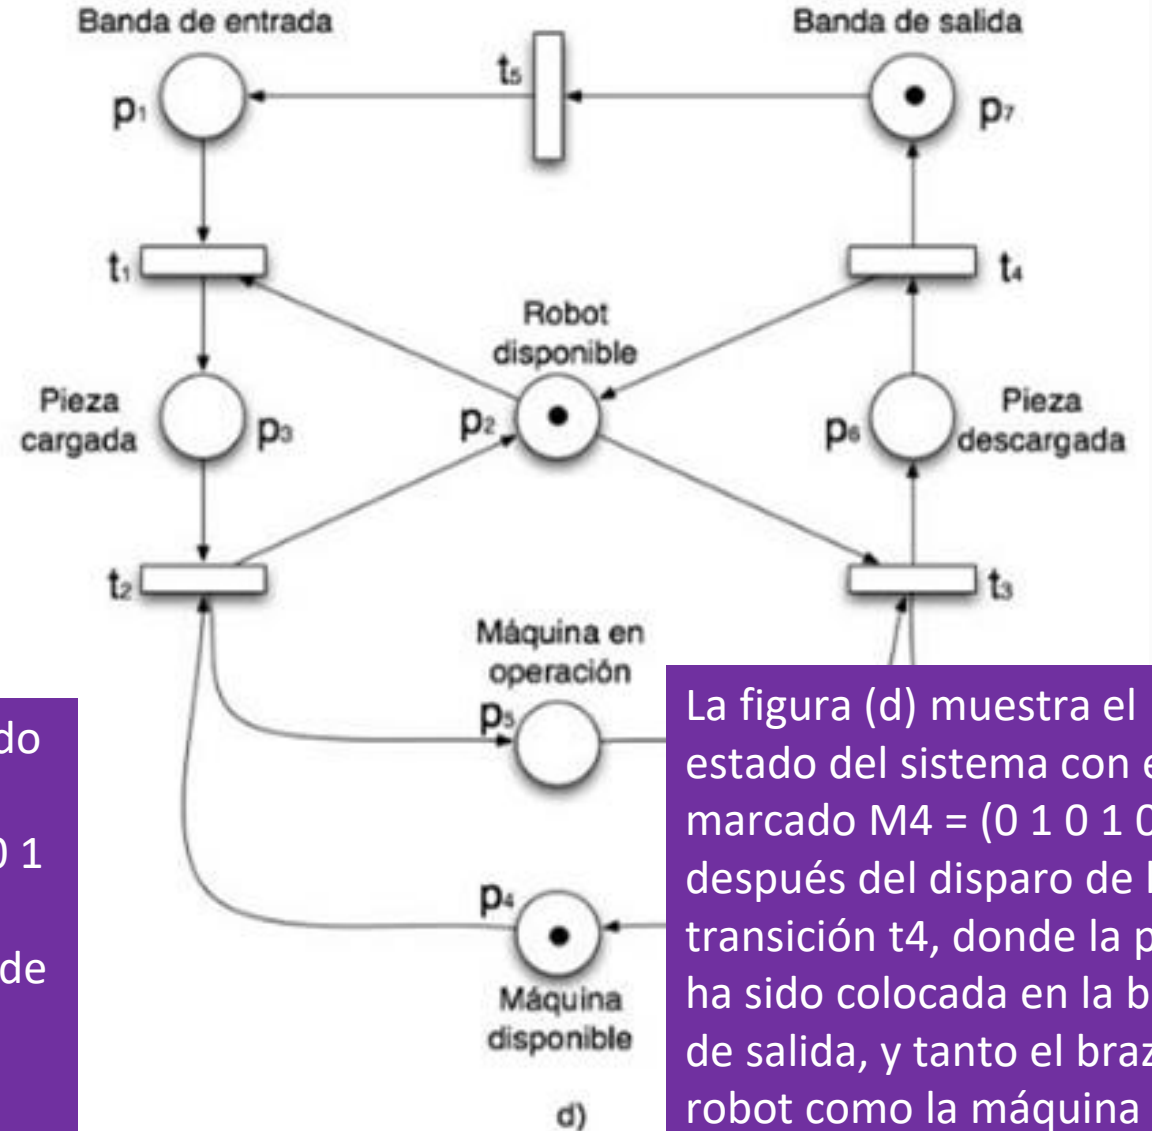 Banda de entrada
Banda de salida
t5
p1
p7
t1
t4
Robot
disponible
Pieza
cargada
p3
p2
p6
Pieza
descargada
t2
t3
Máquina en
operación
p5
p4
Máquina
disponible
d)
0 1
de
La figura (d) muestra el
estado del sistema con
marcado M4 = (0 1 0 1 0
después del disparo de
transición t4, donde la
ha sido colocada en la
de salida, y tanto el
robot como la máquina